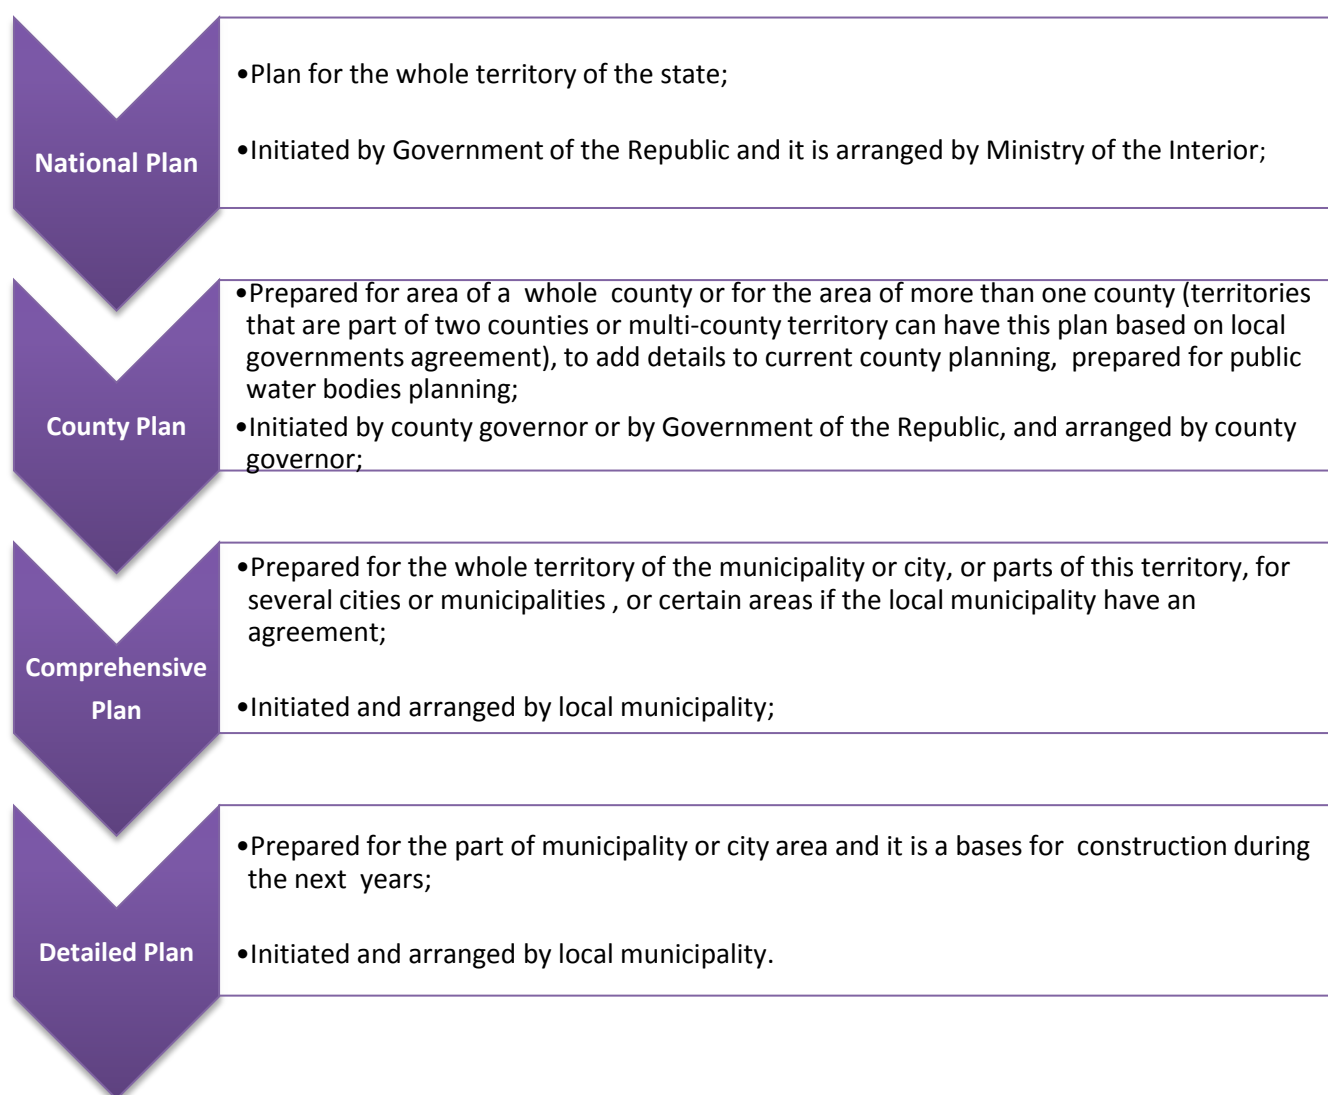 National Plan
•Plan for the whole territory of the state;
•Initiated by Government of the Republic and it is arranged by Ministry of the Interior;
County Plan
•Prepared for area of a whole county or for the area of more than one county (territories
that are part of two counties or multi-county territory can have this plan based on local
governments agreement), to add details to current county planning, prepared for public
water bodies planning;
•Initiated by county governor or by Government of the Republic, and arranged by county
governor;
Comprehensive
Plan
•Prepared for the whole territory of the municipality or city, or parts of this territory, for
several cities or municipalities , or certain areas if the local municipality have an
agreement;
•Initiated and arranged by local municipality;
Detailed Plan
•Prepared for the part of municipality or city area and it is a bases for construction during
the next years;
•Initiated and arranged by local municipality.